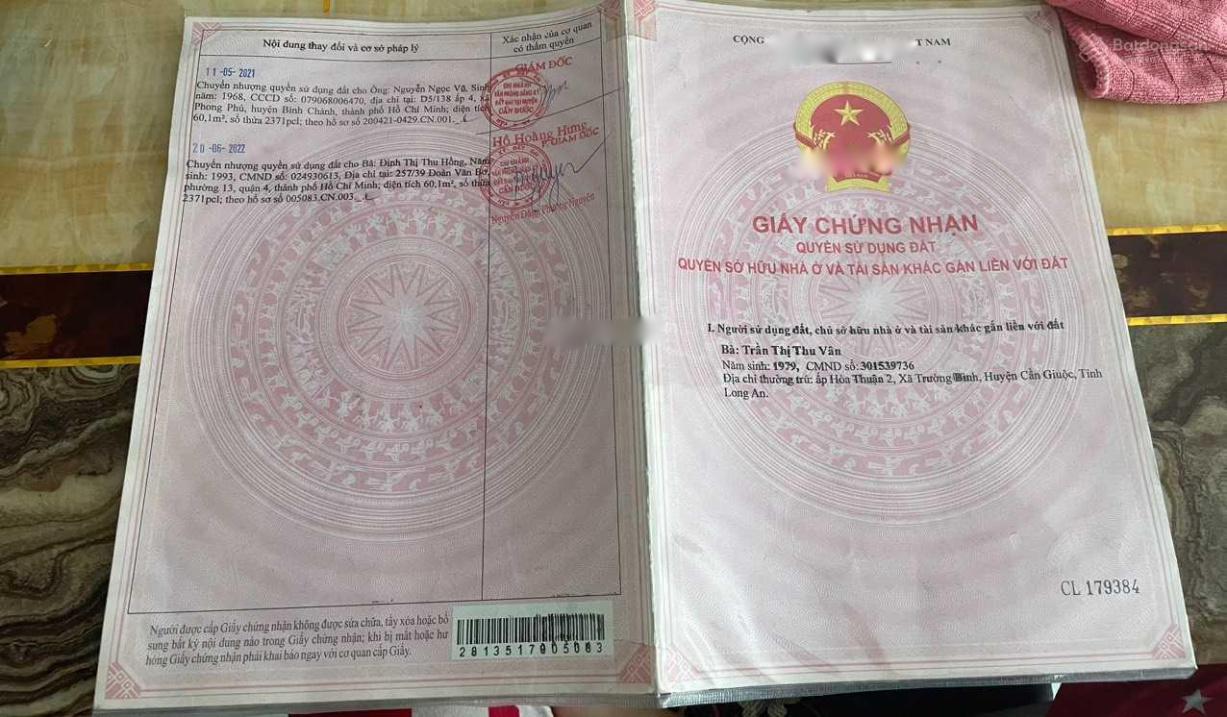 Nội dung thay đổi và cơ sở pháp lý
Xác nhận của cơ quan
có thẩm quyền
11-05-2021
Chuyển nhượng quyền sử dụng đất cho Ông: Nguyễn Ngọc Vũ, Sinh
năm: 1968, CCCD số: 079068006470, địa chỉ tại: D5/138 ấp 4, xã
Phong Phú, huyện Bình Chánh, thành phố Hồ Chí Minh; diện tích
60,1m², số thửa 2371pcl; theo hồ sơ số 200421-0429.CN.001.
GIÁM ĐỐC
CẦN ĐƯỚC
Hồ Hoàng Hưng
20-06-2022
Chuyển nhượng quyền sử dụng đất cho Bà: Đinh Thị Thu Hồng, Năm
sinh: 1993, CMND số: 024930613, Địa chỉ tại: 257/39 Đoàn Văn Bơ,
phường 13, quận 4, thành phố Hồ Chí Minh; diện tích 60,1m², số thửa
2371pcl; theo hồ sơ số 005083.CN.003.
P.GIÁM ĐỐC
CẦN ĐƯỚC
Nguyễn Đặng Phương Nguyên
Người được cấp Giấy chứng nhận không được sửa chữa, tẩy xóa hoặc bổ
sung bất kỳ nội dung nào trong Giấy chứng nhận; khi bị mất hoặc hư
hỏng Giấy chứng nhận phải khai báo ngay với cơ quan cấp Giấy.
2813517905083
CỘNG T NAM
GIẤY CHỨNG NHẬN
QUYỀN SỬ DỤNG ĐẤT
QUYỀN SỞ HỮU NHÀ Ở VÀ TÀI SẢN KHÁC GẮN LIỀN VỚI ĐẤT
I. Người sử dụng đất, chủ sở hữu nhà ở và tài sản khác gắn liền với đất
Bà: Trần Thị Thu Vân
Năm sinh: 1979, CMND số: 301539736
Địa chỉ thường trú: ấp Hòa Thuận 2, Xã Trường Bình, Huyện Cần Giuộc, Tỉnh
Long An.
CL 179384
Batdongsan